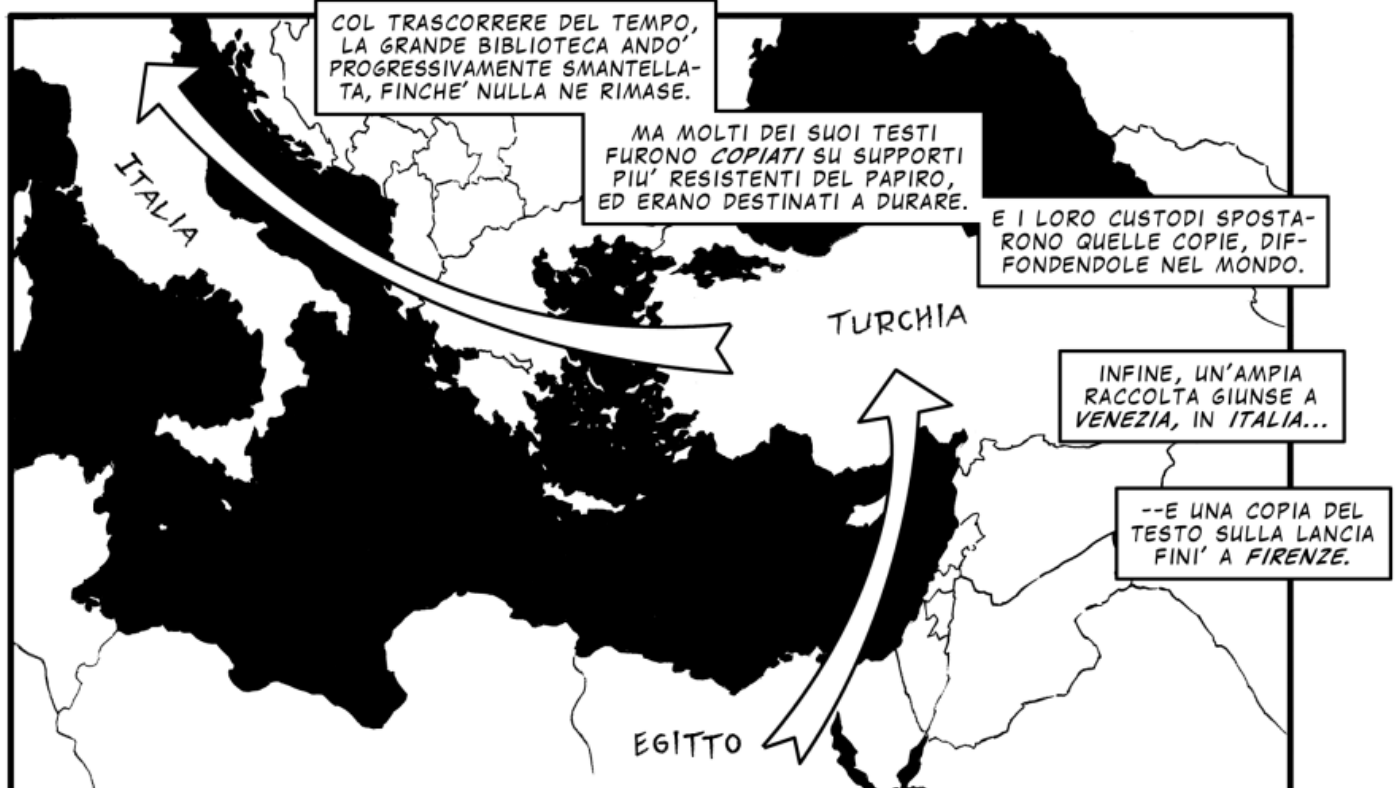 COL TRASCORRERE DEL TEMPO,
LA GRANDE BIBLIOTECA ANDO'
PROGRESSIVAMENTE SMANTELLA-
TA, FINCHE' NULLA NE RIMASE.
MA MOLTI DEI SUOI TESTI
FURONO COPIATI SU SUPPORTI
PIU' RESISTENTI DEL PAPIRO,
ED ERANO DESTINATI A DURARE.
E I LORO CUSTODI SPOSTA-
RONO QUELLE COPIE, DIF-
FONDENDOLE NEL MONDO.
ITALIA
TURCHIA
INFINE, UN'AMPIA
RACCOLTA GIUNSE A
VENEZIA, IN ITALIA...
--E UNA COPIA DEL
TESTO SULLA LANCIA
FINI' A FIRENZE.
EGITTO